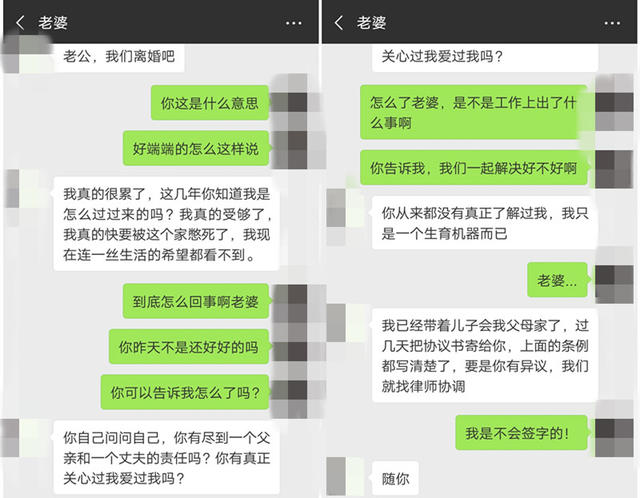 老婆
老公，我们离婚吧
你这是什么意思
好端端的怎么这样说
我真的很累了，这几年你知道我是
怎么过过来的吗？我真的受够了，
我真的快要被这个家憋死了，我现
在连一丝生活的希望都看不到。
到底怎么回事啊老婆
你昨天不是还好好的吗
你可以告诉我怎么了吗？
你自己问问自己，你有尽到一个父
亲和一个丈夫的责任吗？你有真正
关心过我爱过我吗？
老婆
关心过我爱过我吗？
怎么了老婆，是不是工作上出了什
么事啊
你告诉我，我们一起解决好不好啊
你从来都没有真正了解过我，我只
是一个生育机器而已
老婆...
我已经带着儿子会我父母家了，过
几天把协议书寄给你，上面的条例
都写清楚了，要是你有异议，我们
就找律师协调
我是不会签字的！
随你